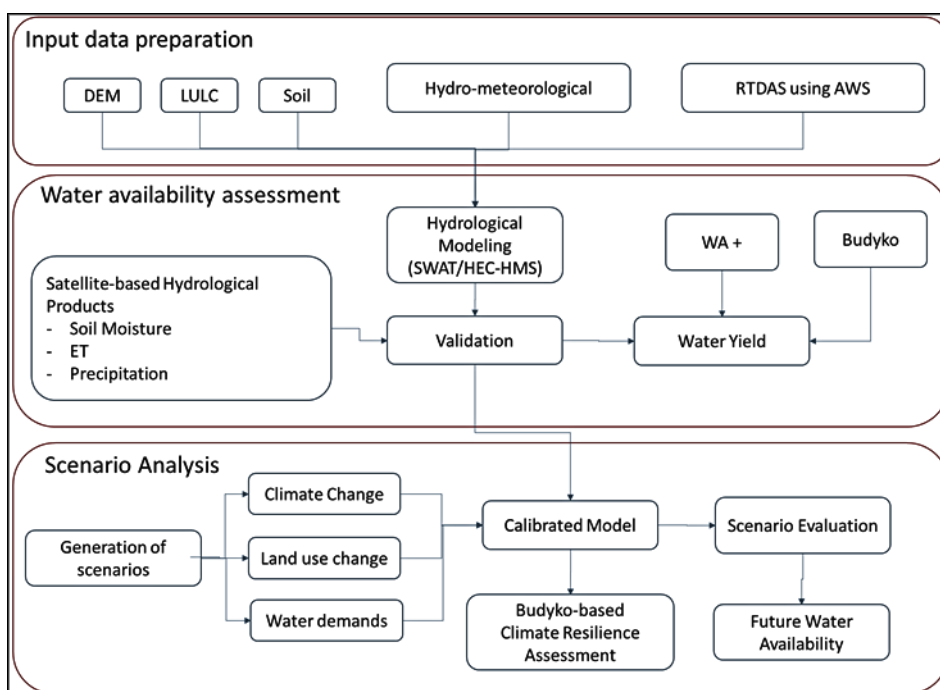 Input data preparation
DEM
LULC
Soil
Hydro-meteorological
RTDAS using AWS
Water availability assessment
Hydrological
Modeling
(SWAT/HEC-HMS)
WA +
Budyko
Satellite-based Hydrological
Products
- Soil Moisture
- ET
- Precipitation
Validation
Water Yield
Scenario Analysis
Generation of
scenarios
Climate Change
Land use change
Water demands
Calibrated Model
Scenario Evaluation
Budyko-based
Climate Resilience
Assessment
Future Water
Availability